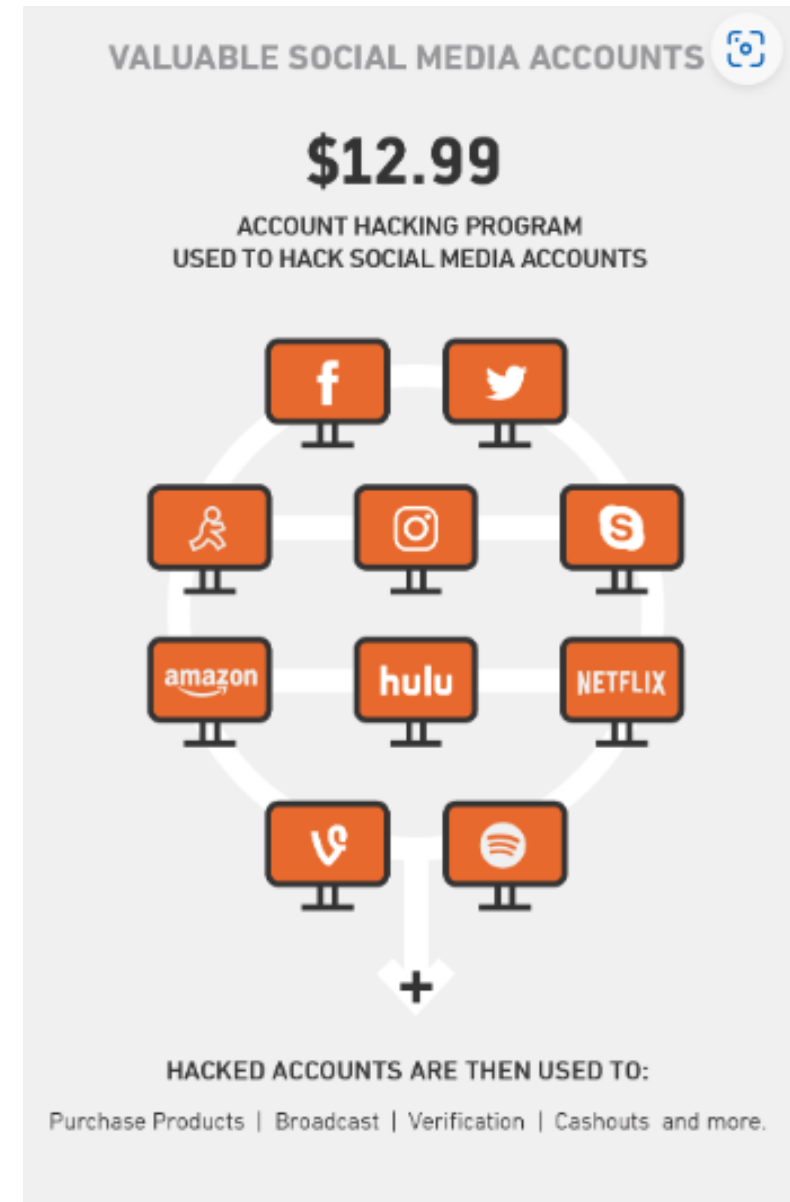 VALUABLE SOCIAL MEDIA ACCOUNTS
$12.99
ACCOUNT HACKING PROGRAM
USED TO HACK SOCIAL MEDIA ACCOUNTS
f
S
amazon
hulu
NETFLIX
+
HACKED ACCOUNTS ARE THEN USED TO:
Purchase Products | Broadcast | Verification | Cashouts and more.